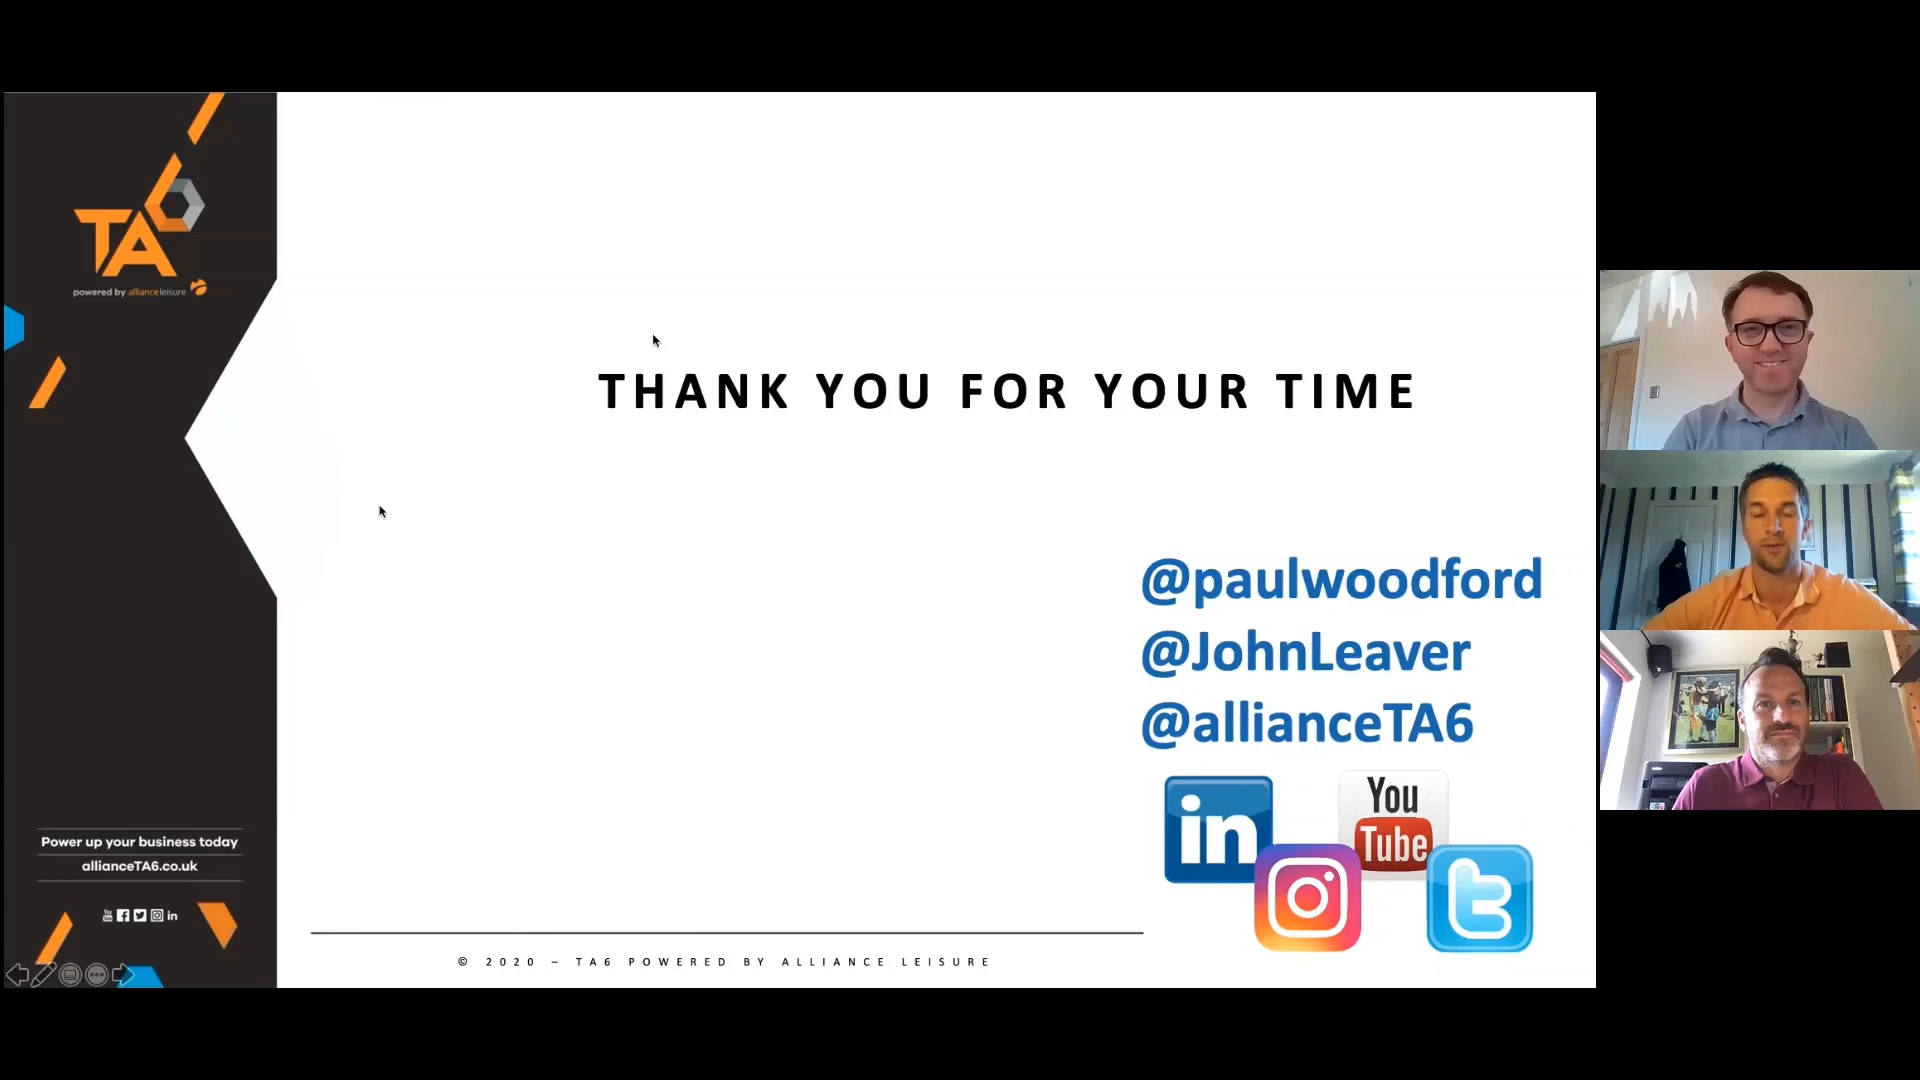 TA6
powered by allianceleisure
THANK YOU FOR YOUR TIME
@paulwoodford
@JohnLeaver
@allianceTA6
in
You
Tube
Power up your business today
allianceTA6.co.uk
© 2020 – TA6 POWERED BY ALLIANCE LEISURE